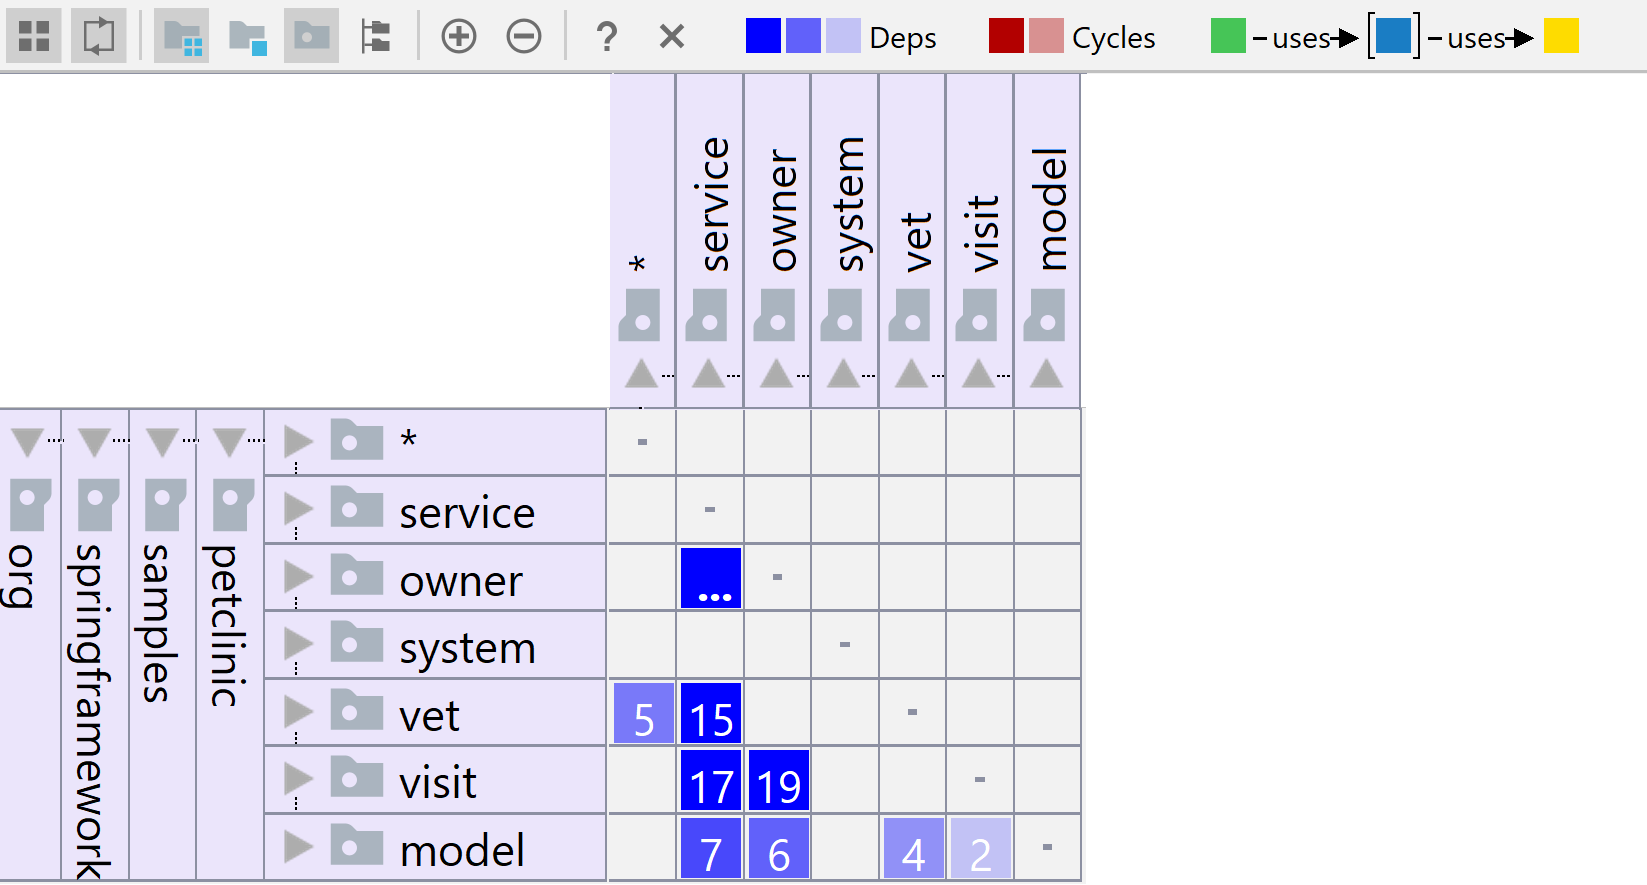 ? × Deps Cycles uses uses
* service owner system vet visit model
org springframework samples petclinic
* -
service -
owner ... -
system -
vet 5 15 -
visit 17 19 -
model 7 6 4 2 -